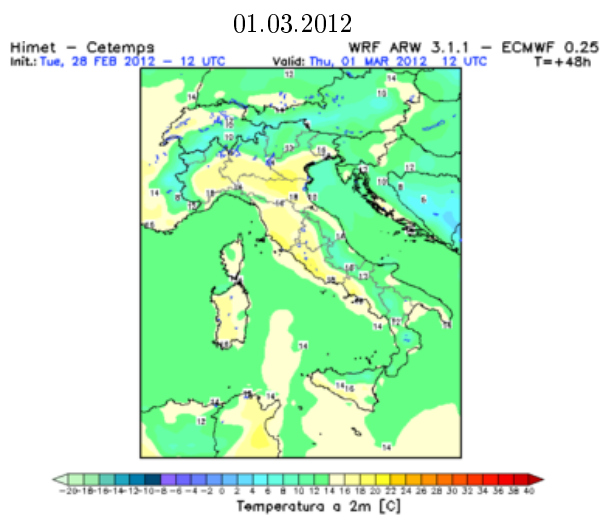 01.03.2012
Himet - Cetemps WRF ARW 3.1.1 - ECMWF 0.25
Init.: Tue, 28 FEB 2012 - 12 UTC Valid: Thu, 01 MAR 2012 12 UTC T=+48h
-20 -18 -16 -14 -12 -10 -8 -6 -4 -2 0 2 4 6 8 10 12 14 16 18 20 22 24 26 28 30 32 34 36 38 40
Temperatura a 2m [C]